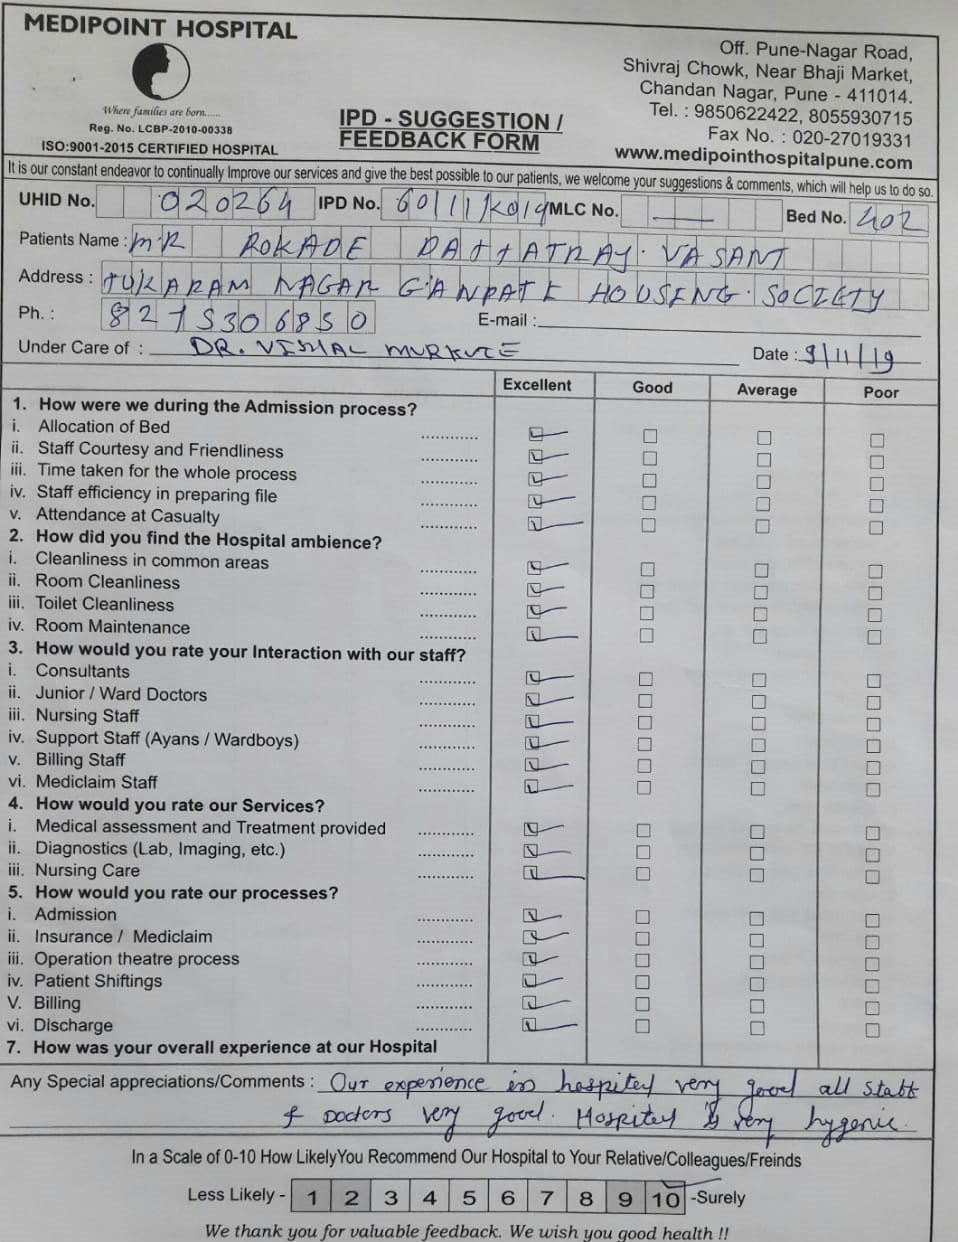 MEDIPOINT HOSPITAL
Where families are born......
Reg. No. LCBP-2010-00338
ISO:9001-2015 CERTIFIED HOSPITAL
IPD - SUGGESTION /
FEEDBACK FORM
Off. Pune-Nagar Road,
Shivraj Chowk, Near Bhaji Market,
Chandan Nagar, Pune - 411014.
Tel. : 9850622422, 8055930715
Fax No. : 020-27019331
www.medipointhospitalpune.com
It is our constant endeavor to continually Improve our services and give the best possible to our patients, we welcome your suggestions & comments, which will help us to do so.
UHID No. 020264 IPD No. MLC No. — Bed No. 402
Patients Name : MR ROKADE DATTATRAY. VASANT
Address : TUKARAM NAGAR GANPATI HOUSING. SOCIETY
Ph. : 8275306850 E-mail :
Under Care of : DR. VISHAL MURKUTE Date : 9/11/19
Excellent Good Average Poor
1. How were we during the Admission process?
i. Allocation of Bed ............
ii. Staff Courtesy and Friendliness ............
iii. Time taken for the whole process ............
iv. Staff efficiency in preparing file ............
v. Attendance at Casualty ............
2. How did you find the Hospital ambience?
i. Cleanliness in common areas ............
ii. Room Cleanliness ............
iii. Toilet Cleanliness ............
iv. Room Maintenance ............
3. How would you rate your Interaction with our staff?
i. Consultants ............
ii. Junior / Ward Doctors ............
iii. Nursing Staff ............
iv. Support Staff (Ayans / Wardboys) ............
v. Billing Staff ............
vi. Mediclaim Staff ............
4. How would you rate our Services?
i. Medical assessment and Treatment provided ............
ii. Diagnostics (Lab, Imaging, etc.) ............
iii. Nursing Care ............
5. How would you rate our processes?
i. Admission ............
ii. Insurance / Mediclaim ............
iii. Operation theatre process ............
iv. Patient Shiftings ............
V. Billing ............
vi. Discharge ............
7. How was your overall experience at our Hospital
Any Special appreciations/Comments : Our experience in hospitey very good all staff
& Doctors very good. Hospitey is very hygenic.
In a Scale of 0-10 How LikelyYou Recommend Our Hospital to Your Relative/Colleagues/Freinds
Less Likely - 1 2 3 4 5 6 7 8 9 10 -Surely
We thank you for valuable feedback. We wish you good health !!